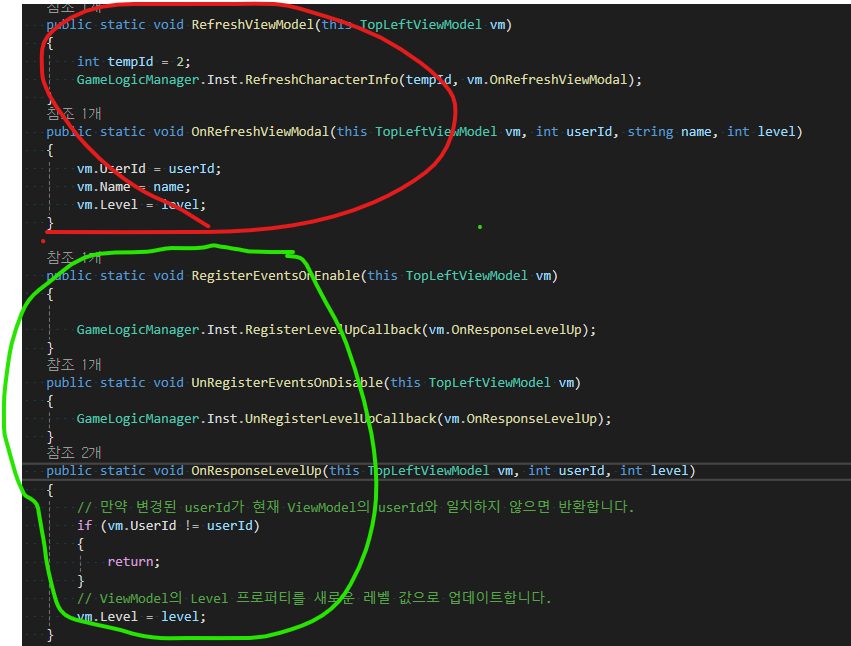 참조 1개
public static void RefreshViewModel(this TopLeftViewModel vm)
{
int tempId = 2;
GameLogicManager.Inst.RefreshCharacterInfo(tempId, vm.OnRefreshViewModal);
}
참조 1개
public static void OnRefreshViewModal(this TopLeftViewModel vm, int userId, string name, int level)
{
vm.UserId = userId;
vm.Name = name;
vm.Level = level;
}
참조 1개
public static void RegisterEventsOnEnable(this TopLeftViewModel vm)
{
GameLogicManager.Inst.RegisterLevelUpCallback(vm.OnResponseLevelUp);
}
참조 1개
public static void UnRegisterEventsOnDisable(this TopLeftViewModel vm)
{
GameLogicManager.Inst.UnRegisterLevelUpCallback(vm.OnResponseLevelUp);
}
참조 2개
public static void OnResponseLevelUp(this TopLeftViewModel vm, int userId, int level)
{
// 만약 변경된 userId가 현재 ViewModel의 userId와 일치하지 않으면 반환합니다.
if (vm.UserId != userId)
{
return;
}
// ViewModel의 Level 프로퍼티를 새로운 레벨 값으로 업데이트합니다.
vm.Level = level;
}